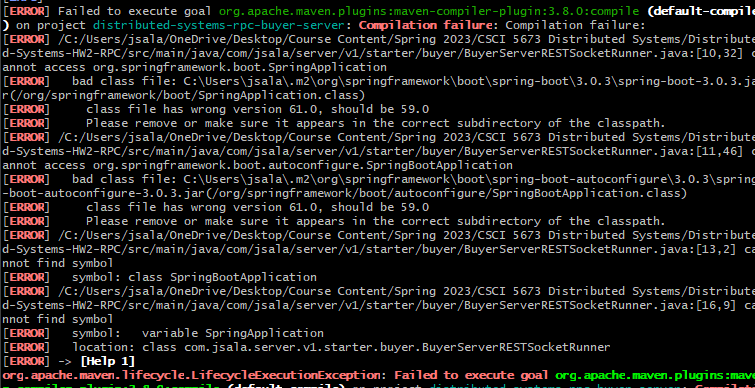 [ERROR] Failed to execute goal org.apache.maven.plugins:maven-compiler-plugin:3.8.0:compile (default-compile
) on project distributed-systems-rpc-buyer-server: Compilation failure: Compilation failure:
[ERROR] /C:/Users/jsala/OneDrive/Desktop/Course Content/Spring 2023/CSCI 5673 Distributed Systems/Distribute
d-Systems-HW2-RPC/src/main/java/com/jsala/server/v1/starter/buyer/BuyerServerRESTSocketRunner.java:[10,32] c
annot access org.springframework.boot.SpringApplication
[ERROR]   bad class file: C:\Users\jsala\.m2\org\springframework\boot\spring-boot\3.0.3\spring-boot-3.0.3.ja
r(/org/springframework/boot/SpringApplication.class)
[ERROR]     class file has wrong version 61.0, should be 59.0
[ERROR]     Please remove or make sure it appears in the correct subdirectory of the classpath.
[ERROR] /C:/Users/jsala/OneDrive/Desktop/Course Content/Spring 2023/CSCI 5673 Distributed Systems/Distribute
d-Systems-HW2-RPC/src/main/java/com/jsala/server/v1/starter/buyer/BuyerServerRESTSocketRunner.java:[11,46] c
annot access org.springframework.boot.autoconfigure.SpringBootApplication
[ERROR]   bad class file: C:\Users\jsala\.m2\org\springframework\boot\spring-boot-autoconfigure\3.0.3\spring
-boot-autoconfigure-3.0.3.jar(/org/springframework/boot/autoconfigure/SpringBootApplication.class)
[ERROR]     class file has wrong version 61.0, should be 59.0
[ERROR]     Please remove or make sure it appears in the correct subdirectory of the classpath.
[ERROR] /C:/Users/jsala/OneDrive/Desktop/Course Content/Spring 2023/CSCI 5673 Distributed Systems/Distribute
d-Systems-HW2-RPC/src/main/java/com/jsala/server/v1/starter/buyer/BuyerServerRESTSocketRunner.java:[13,2] ca
nnot find symbol
[ERROR]   symbol: class SpringBootApplication
[ERROR] /C:/Users/jsala/OneDrive/Desktop/Course Content/Spring 2023/CSCI 5673 Distributed Systems/Distribute
d-Systems-HW2-RPC/src/main/java/com/jsala/server/v1/starter/buyer/BuyerServerRESTSocketRunner.java:[16,9] ca
nnot find symbol
[ERROR]   symbol:   variable SpringApplication
[ERROR]   location: class com.jsala.server.v1.starter.buyer.BuyerServerRESTSocketRunner
[ERROR] -> [Help 1]
org.apache.maven.lifecycle.LifecycleExecutionException: Failed to execute goal org.apache.maven.plugins:mav